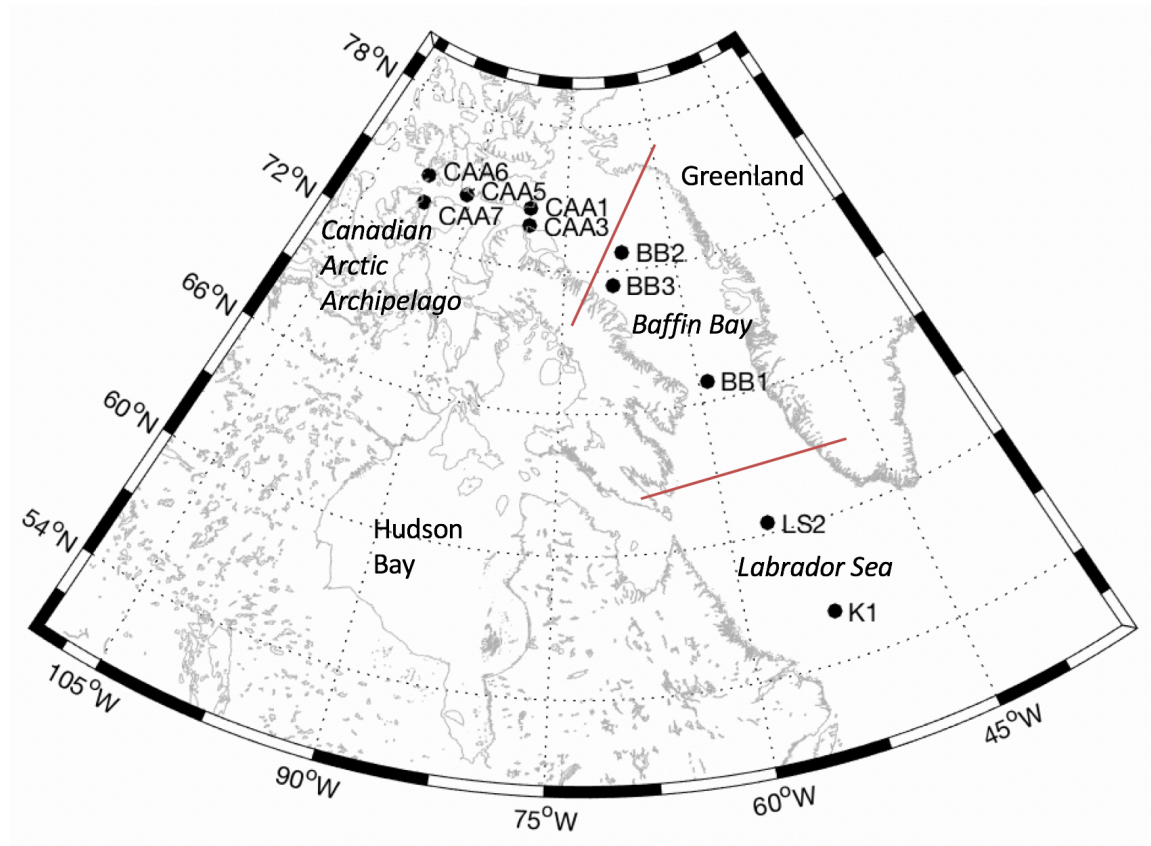 78°N
72°N
66°N
60°N
54°N
105°W
90°W
75°W
60°W
45°W
CAA6
CAA5
CAA7
CAA1
CAA3
Canadian
Arctic
Archipelago
Greenland
BB2
BB3
Baffin Bay
BB1
Hudson
Bay
LS2
Labrador Sea
K1